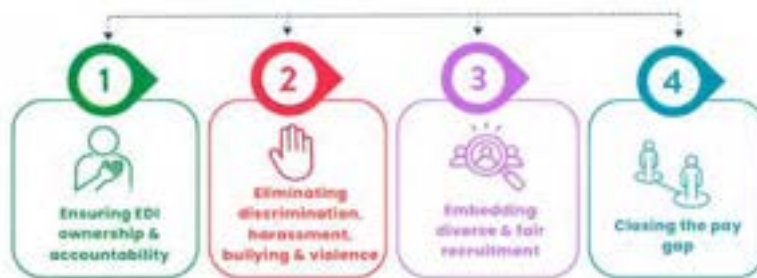 1
Ensuring EDI
ownership &
accountability
2
Eliminating
discrimination,
harassment,
bullying & violence
3
Embedding
diverse & fair
recruitment
4
Closing the pay
gap